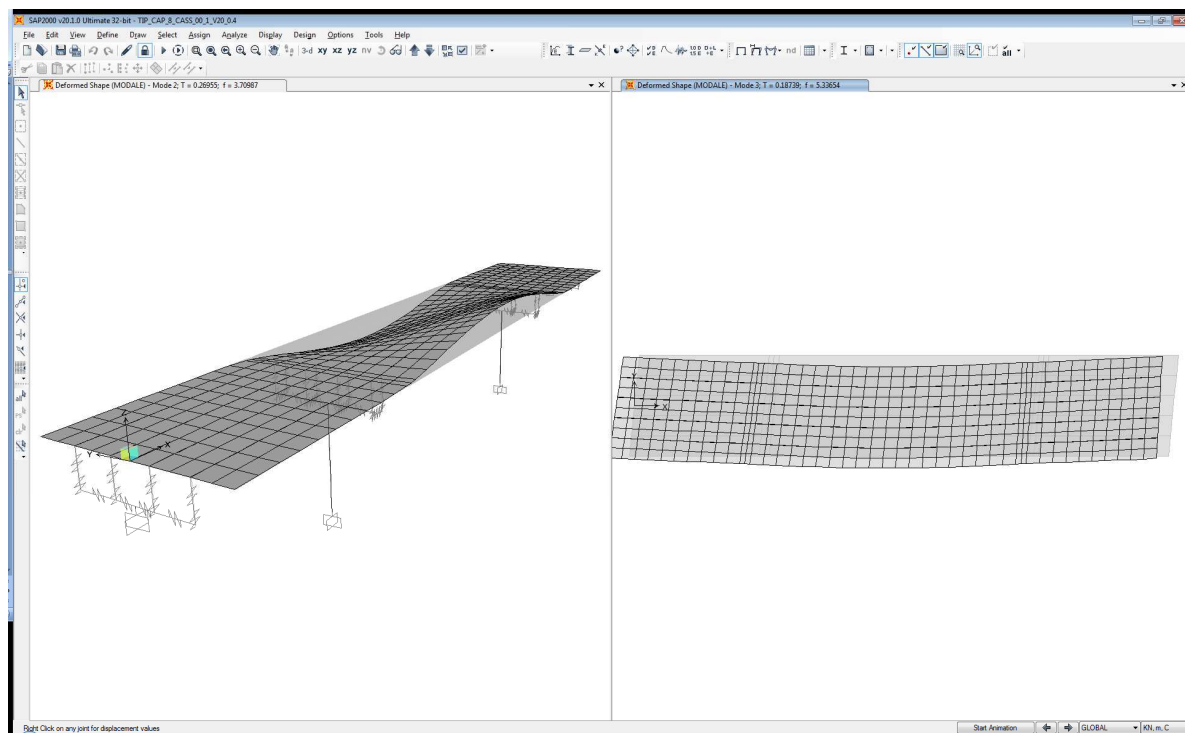 SAP2000 v20.1.0 Ultimate 32-bit - TIP_CAP_8_CASS_00_1_V20_0.4
File Edit View Define Draw Select Assign Analyze Display Design Options Tools Help
3-d xy xz yz nv
nd
all
Deformed Shape (MODALE) - Mode 2; T = 0.26955; f = 3.70987
Deformed Shape (MODALE) - Mode 3; T = 0.18739; f = 5.33654
Z
Y
X
Y
X
Right Click on any joint for displacement values
Start Animation
GLOBAL
KN, m, C